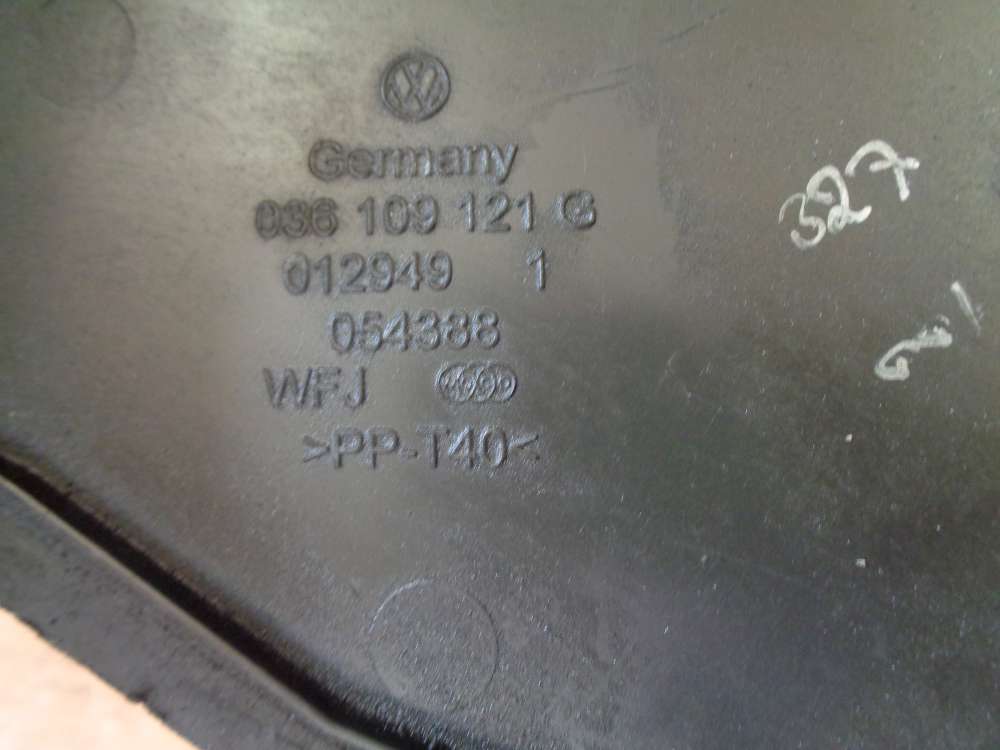 Germany
036 109 121 G
012949 1
054388
WFJ
>PP-T40<
327